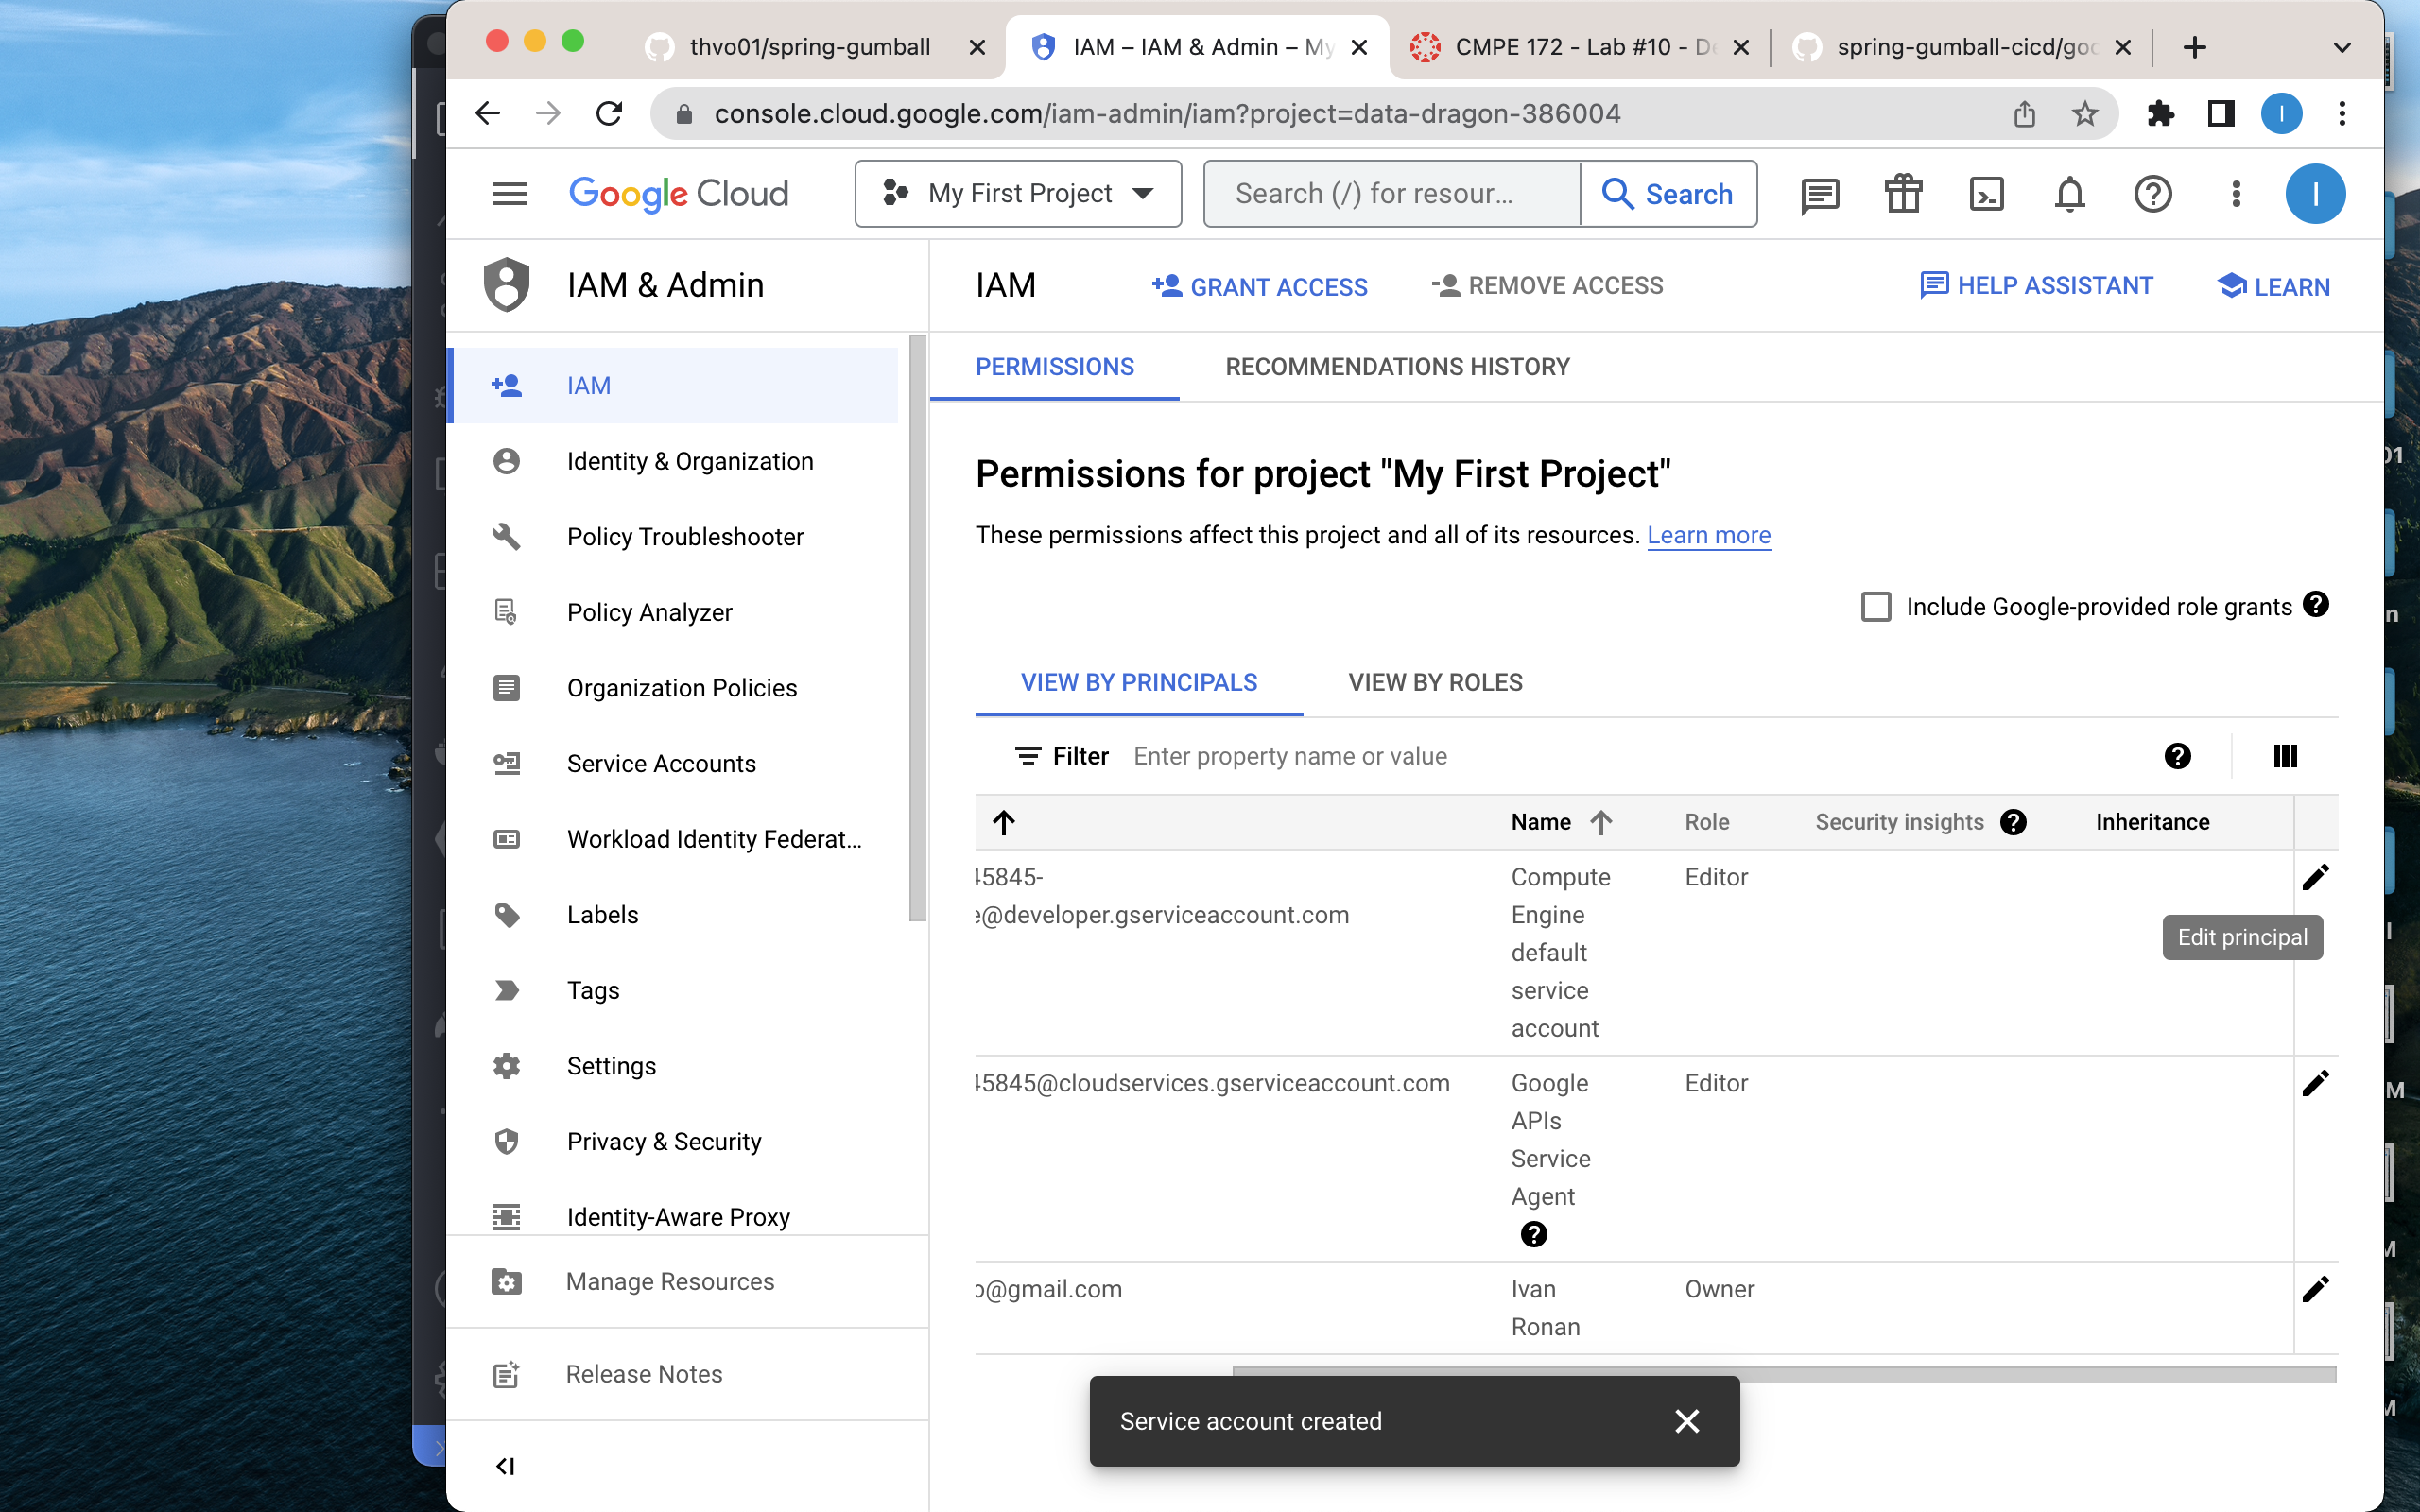 thvo01/spring-gumball
IAM – IAM & Admin – My
CMPE 172 - Lab #10 - De
spring-gumball-cicd/goo
console.cloud.google.com/iam-admin/iam?project=data-dragon-386004
I
Google Cloud
My First Project
Search (/) for resour...
Search
I
IAM & Admin
IAM
GRANT ACCESS
REMOVE ACCESS
HELP ASSISTANT
LEARN
IAM
Identity & Organization
Policy Troubleshooter
Policy Analyzer
Organization Policies
Service Accounts
Workload Identity Federat...
Labels
Tags
Settings
Privacy & Security
Identity-Aware Proxy
Manage Resources
Release Notes
PERMISSIONS
RECOMMENDATIONS HISTORY
Permissions for project "My First Project"
These permissions affect this project and all of its resources. Learn more
Include Google-provided role grants
VIEW BY PRINCIPALS
VIEW BY ROLES
Filter
Enter property name or value
Name
Role
Security insights
Inheritance
45845-
e@developer.gserviceaccount.com
Compute
Engine
default
service
account
Editor
Edit principal
45845@cloudservices.gserviceaccount.com
Google
APIs
Service
Agent
Editor
o@gmail.com
Ivan
Ronan
Owner
Service account created